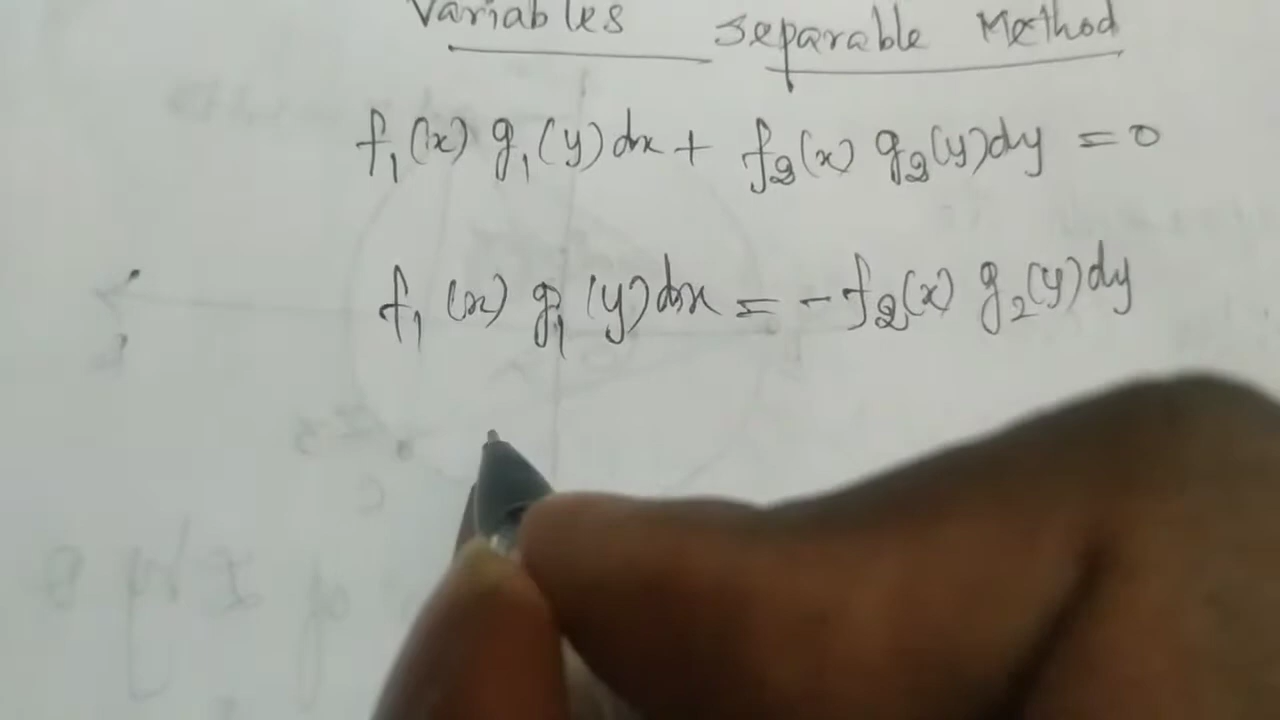 Variables separable Method
f₁(x) g₁(y)dx + f₂(x) g₂(y)dy = 0
f₁(x) g₁(y)dx = -f₂(x) g₂(y)dy